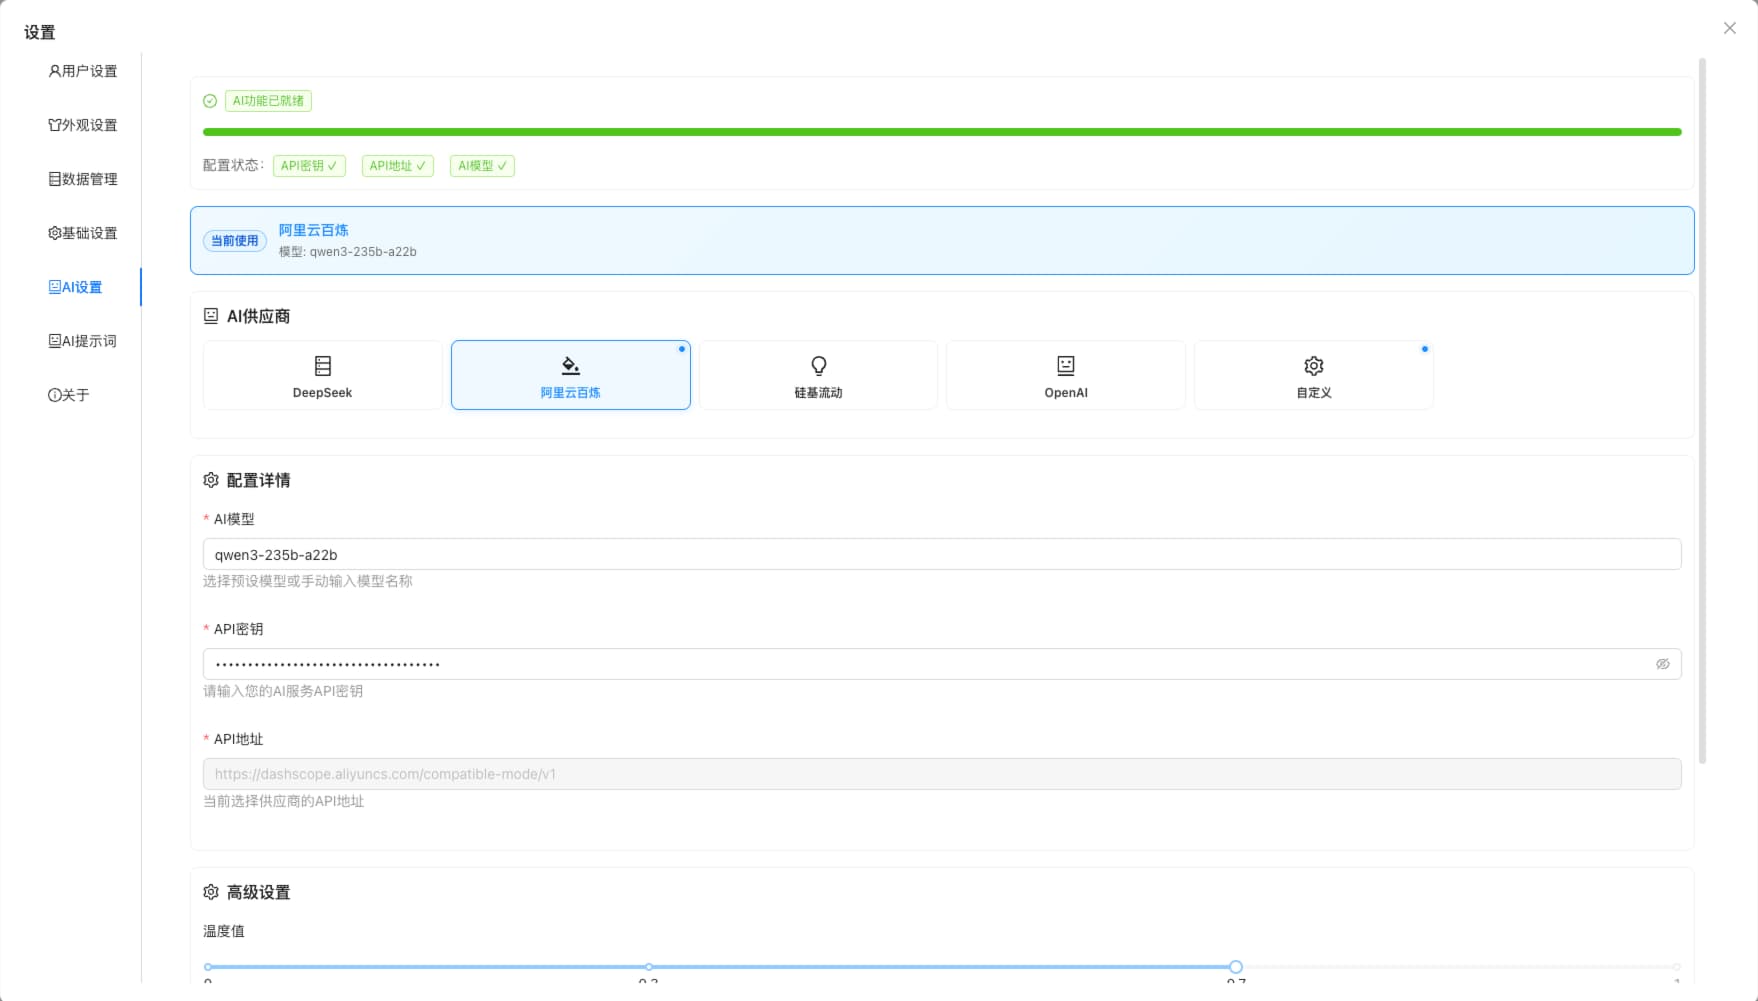 设置
用户设置
外观设置
数据管理
基础设置
AI设置
AI提示词
关于
AI功能已就绪
配置状态: API密钥 ✓ API地址 ✓ AI模型 ✓
当前使用
阿里云百炼
模型: qwen3-235b-a22b
AI供应商
DeepSeek 阿里云百炼 硅基流动 OpenAI 自定义
配置详情
* AI模型
qwen3-235b-a22b
选择预设模型或手动输入模型名称
* API密钥
请输入您的AI服务API密钥
* API地址
https://dashscope.aliyuncs.com/compatible-mode/v1
当前选择供应商的API地址
高级设置
温度值